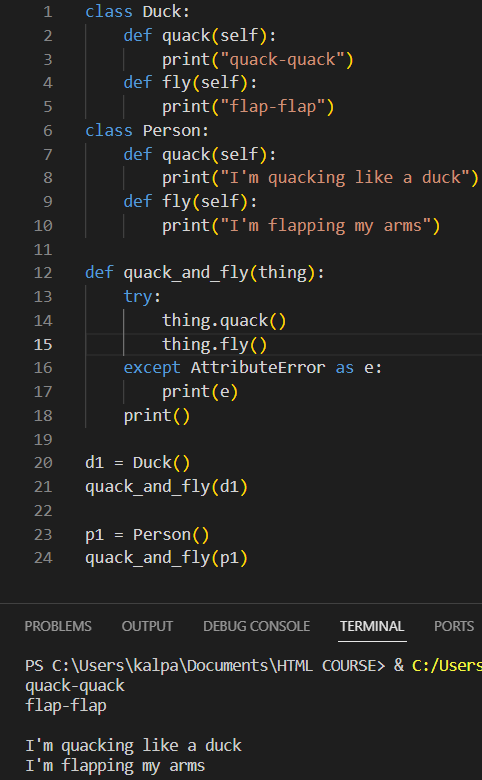 1 class Duck:
2     def quack(self):
3         print("quack-quack")
4     def fly(self):
5         print("flap-flap")
6 class Person:
7     def quack(self):
8         print("I'm quacking like a duck")
9     def fly(self):
10         print("I'm flapping my arms")
11
12 def quack_and_fly(thing):
13     try:
14         thing.quack()
15         thing.fly()
16     except AttributeError as e:
17         print(e)
18     print()
19
20 d1 = Duck()
21 quack_and_fly(d1)
22
23 p1 = Person()
24 quack_and_fly(p1)
PROBLEMS OUTPUT DEBUG CONSOLE TERMINAL PORTS
PS C:\Users\kalpa\Documents\HTML COURSE> & C:/Users
quack-quack
flap-flap

I'm quacking like a duck
I'm flapping my arms